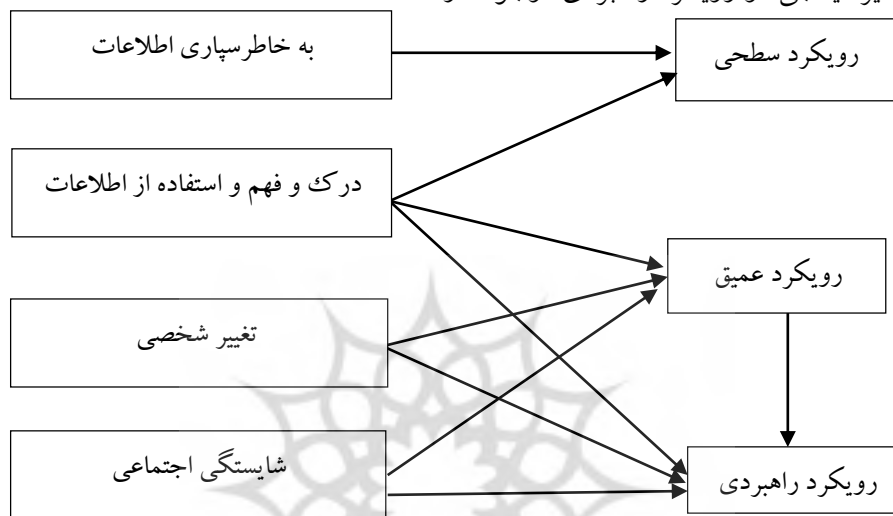 به خاطرسپاری اطلاعات
رویکرد سطحی
درک و فهم و استفاده از اطلاعات
رویکرد عمیق
تغییر شخصی
شایستگی اجتماعی
رویکرد راهبردی